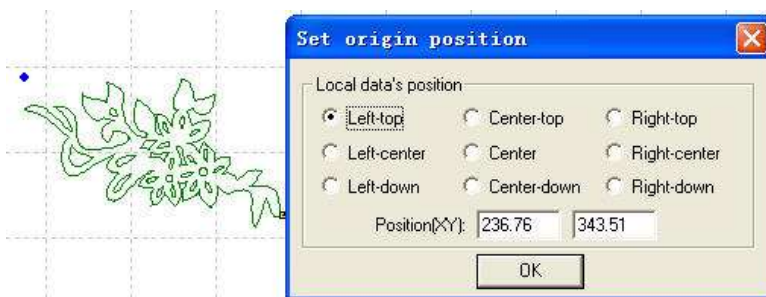 Set origin position
Local data's position
Left-top Center-top Right-top
Left-center Center Right-center
Left-down Center-down Right-down
Position(XY): 236.76 343.51
OK